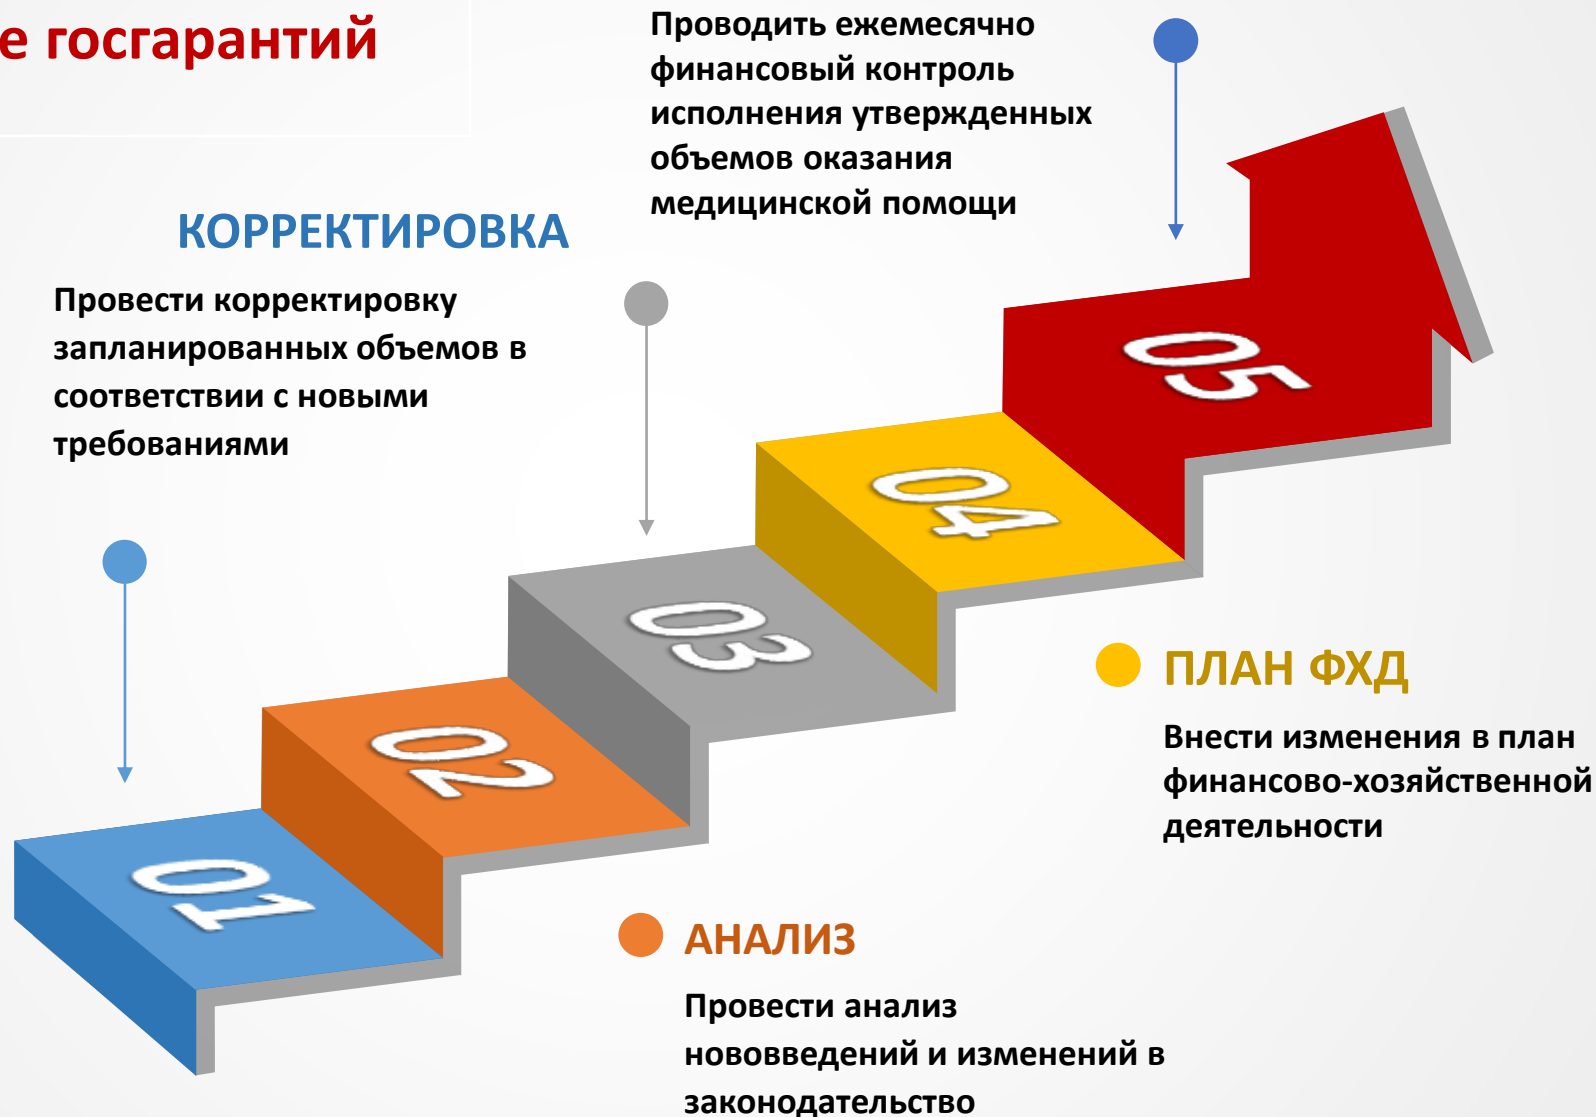 е госгарантий
Проводить ежемесячно
финансовый контроль
исполнения утвержденных
объемов оказания
медицинской помощи
КОРРЕКТИРОВКА
Провести корректировку
запланированных объемов в
соответствии с новыми
требованиями
05
04
03
02
01
ПЛАН ФХД
Внести изменения в план
финансово-хозяйственной
деятельности
АНАЛИЗ
Провести анализ
нововведений и изменений в
законодательство